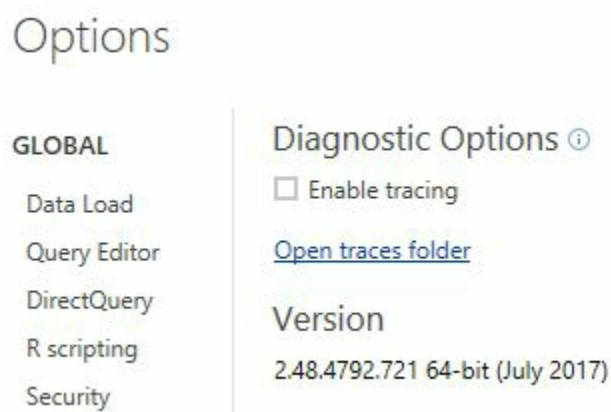 Options
GLOBAL
Data Load
Query Editor
DirectQuery
R scripting
Security
Diagnostic Options
Enable tracing
Open traces folder
Version
2.48.4792.721 64-bit (July 2017)